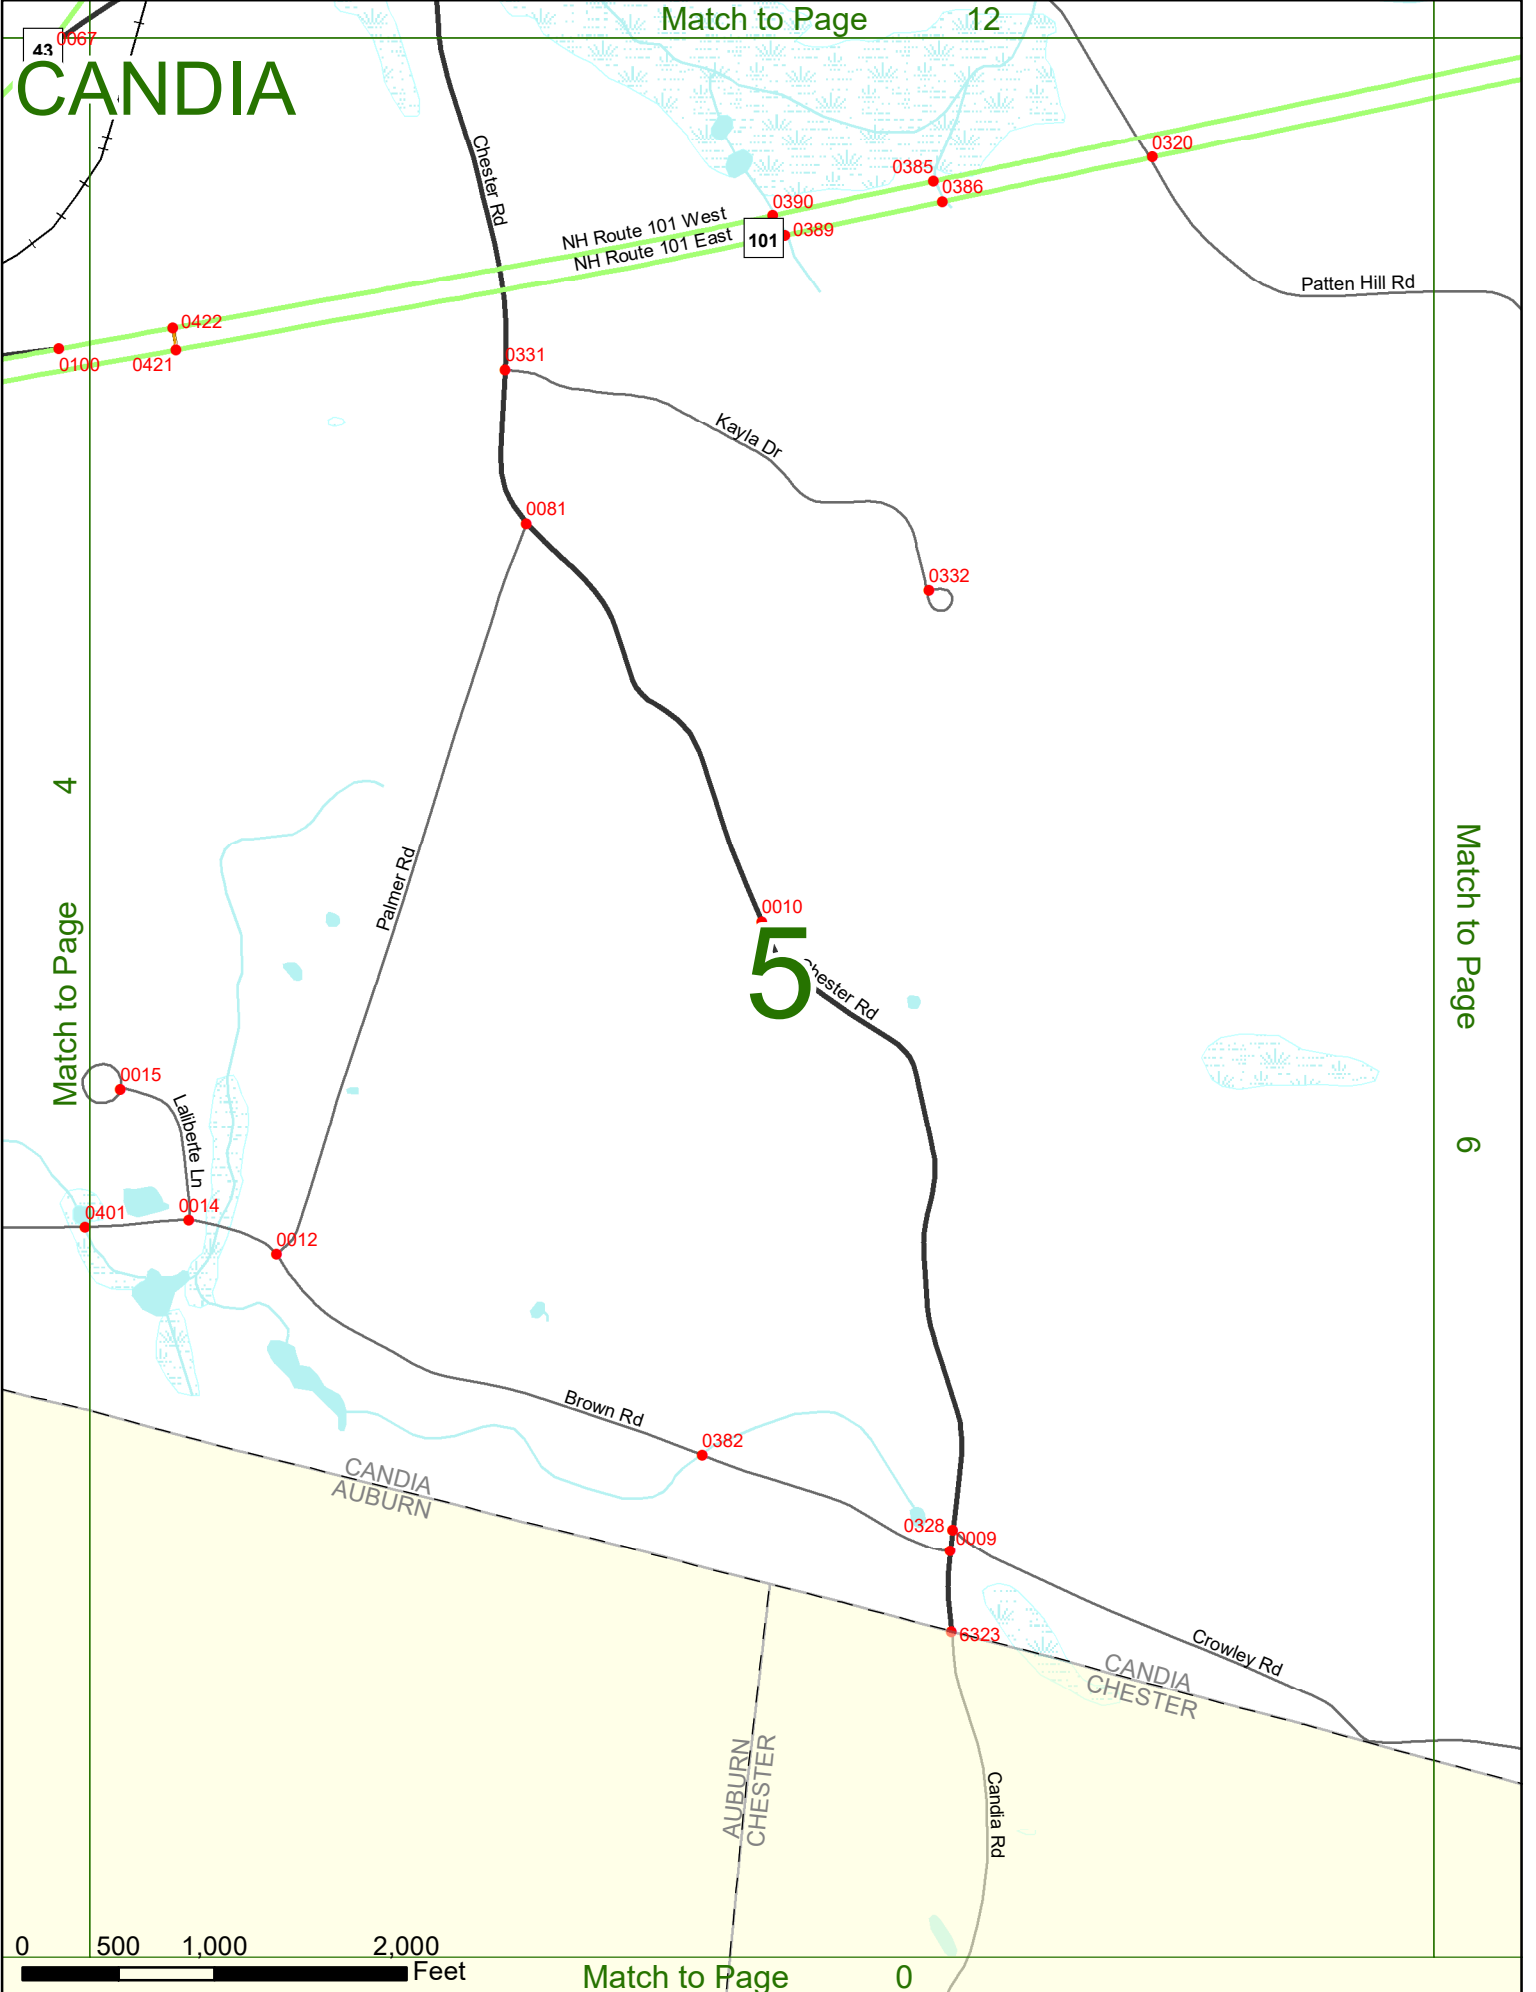 Match to Page 12
43
0067
CANDIA
Chester Rd
0320
0385
0386
0390
NH Route 101 West
101
0389
NH Route 101 East
Patten Hill Rd
0422
0100
0421
0331
Kayla Dr
0081
0332
Match to Page 4
Match to Page 6
Palmer Rd
0010
5
Chester Rd
0015
Laliberte Ln
0401
0014
0012
Brown Rd
0382
CANDIA
AUBURN
0328
0009
6323
Crowley Rd
CANDIA
CHESTER
AUBURN
CHESTER
Candia Rd
0 500 1,000 2,000
Feet
Match to Page 0